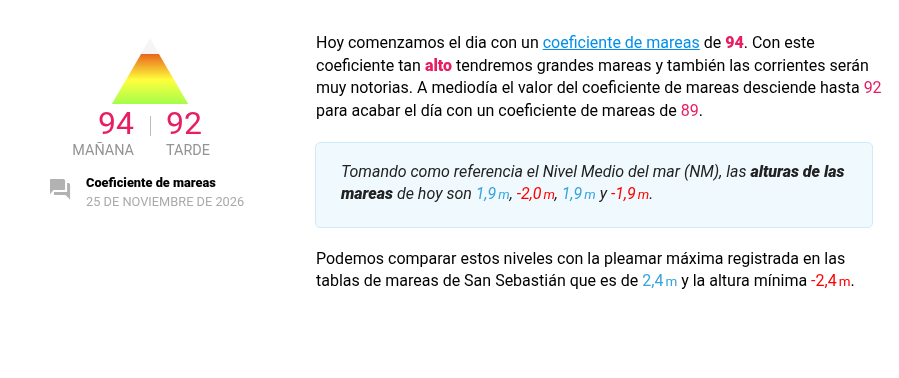 94
92
MAÑANA
TARDE
Coeficiente de mareas
25 DE NOVIEMBRE DE 2026
Hoy comenzamos el dia con un coeficiente de mareas de 94. Con este
coeficiente tan alto tendremos grandes mareas y también las corrientes serán
muy notorias. A mediodía el valor del coeficiente de mareas desciende hasta 92
para acabar el día con un coeficiente de mareas de 89.
Tomando como referencia el Nivel Medio del mar (NM), las alturas de las
mareas de hoy son 1,9 m, -2,0 m, 1,9 m y -1,9 m.
Podemos comparar estos niveles con la pleamar máxima registrada en las
tablas de mareas de San Sebastián que es de 2,4 m y la altura mínima -2,4 m.